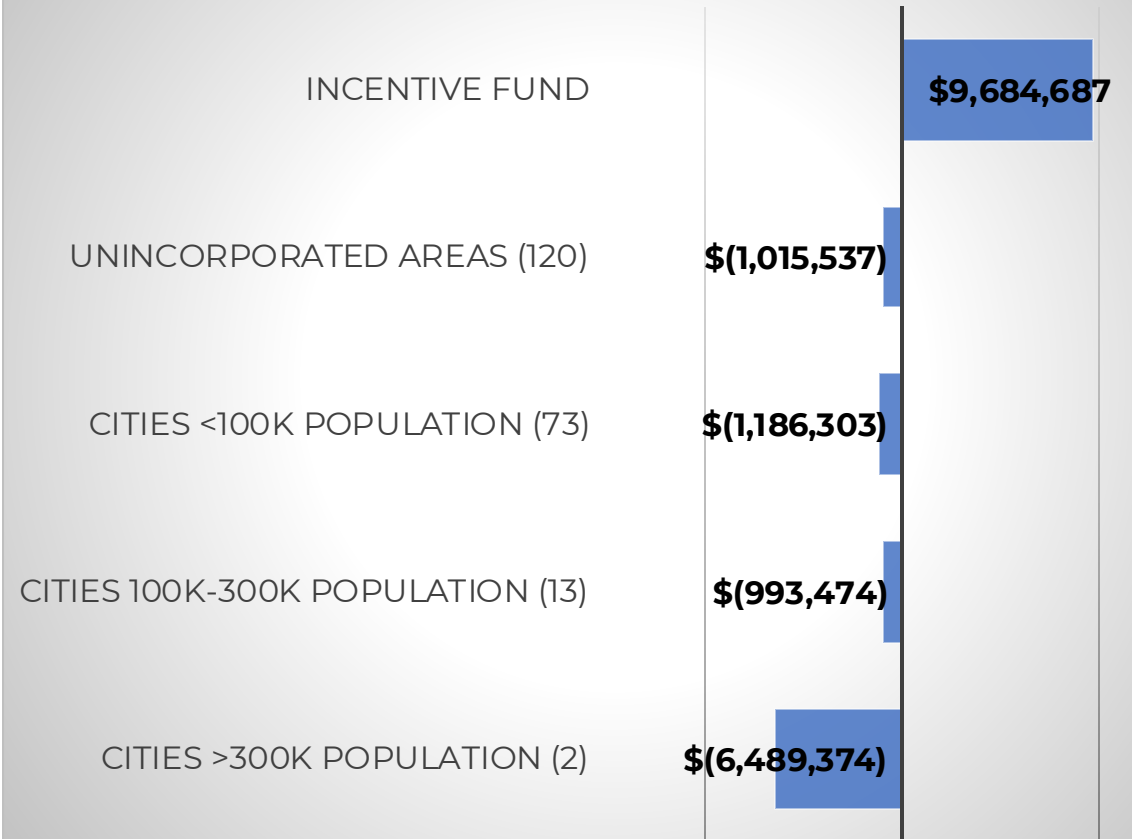 INCENTIVE FUND $9,684,687
UNINCORPORATED AREAS (120) $(1,015,537)
CITIES <100K POPULATION (73) $(1,186,303)
CITIES 100K-300K POPULATION (13) $(993,474)
CITIES >300K POPULATION (2) $(6,489,374)